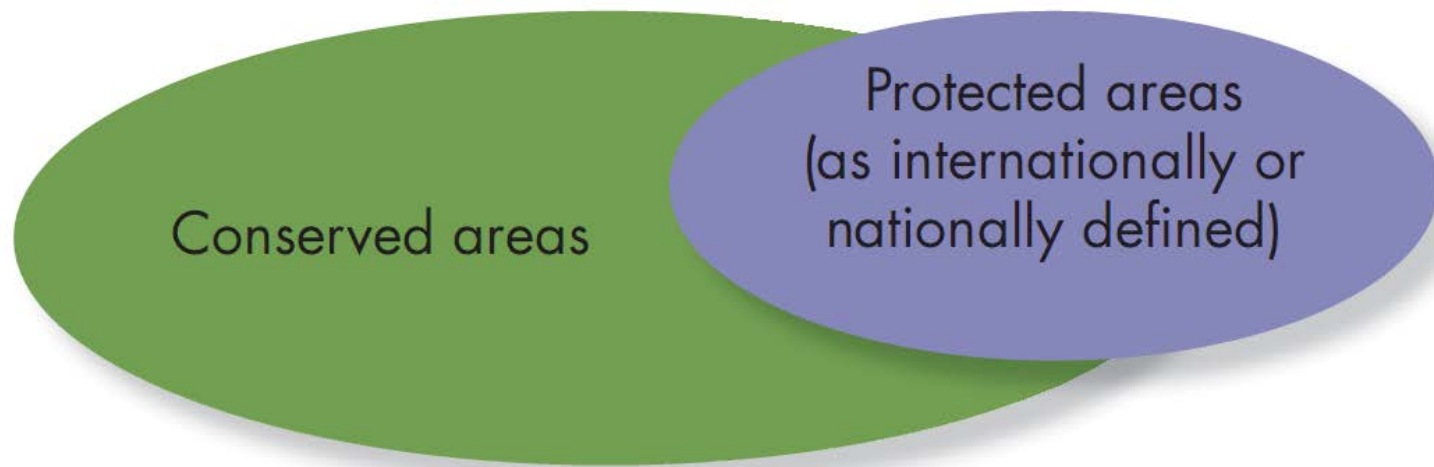 Conserved areas
Protected areas
(as internationally or
nationally defined)